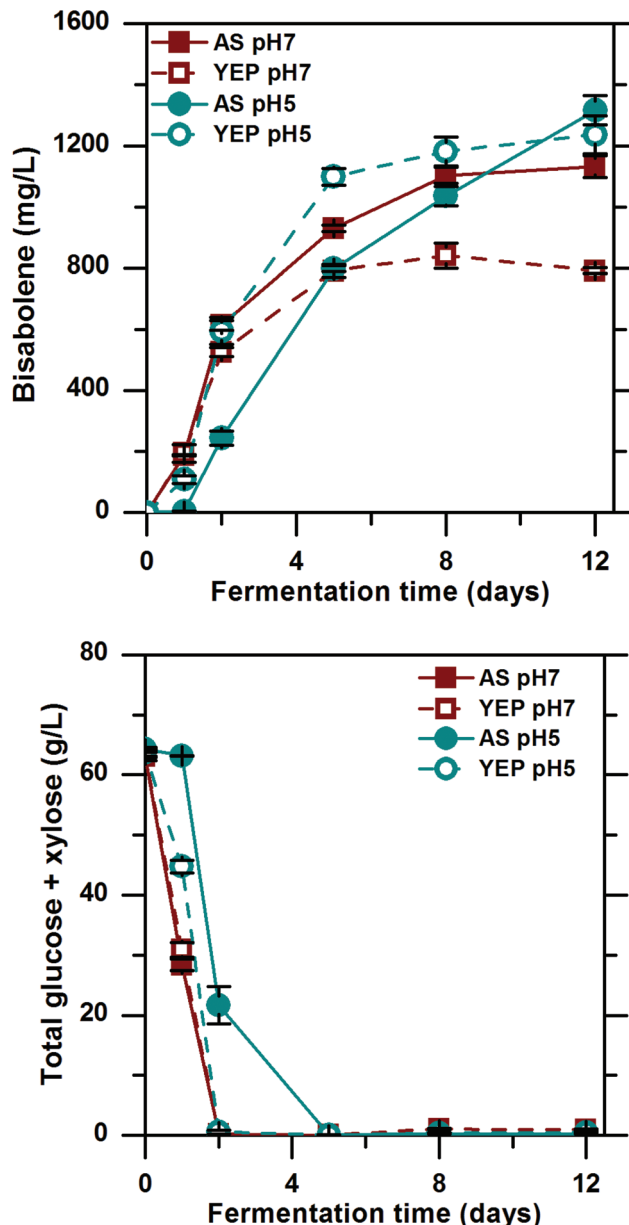 1600
1200
800
400
0
Bisabolene (mg/L)
AS pH7
YEP pH7
AS pH5
YEP pH5
0 4 8 12
Fermentation time (days)
80
60
40
20
0
Total glucose + xylose (g/L)
AS pH7
YEP pH7
AS pH5
YEP pH5
0 4 8 12
Fermentation time (days)